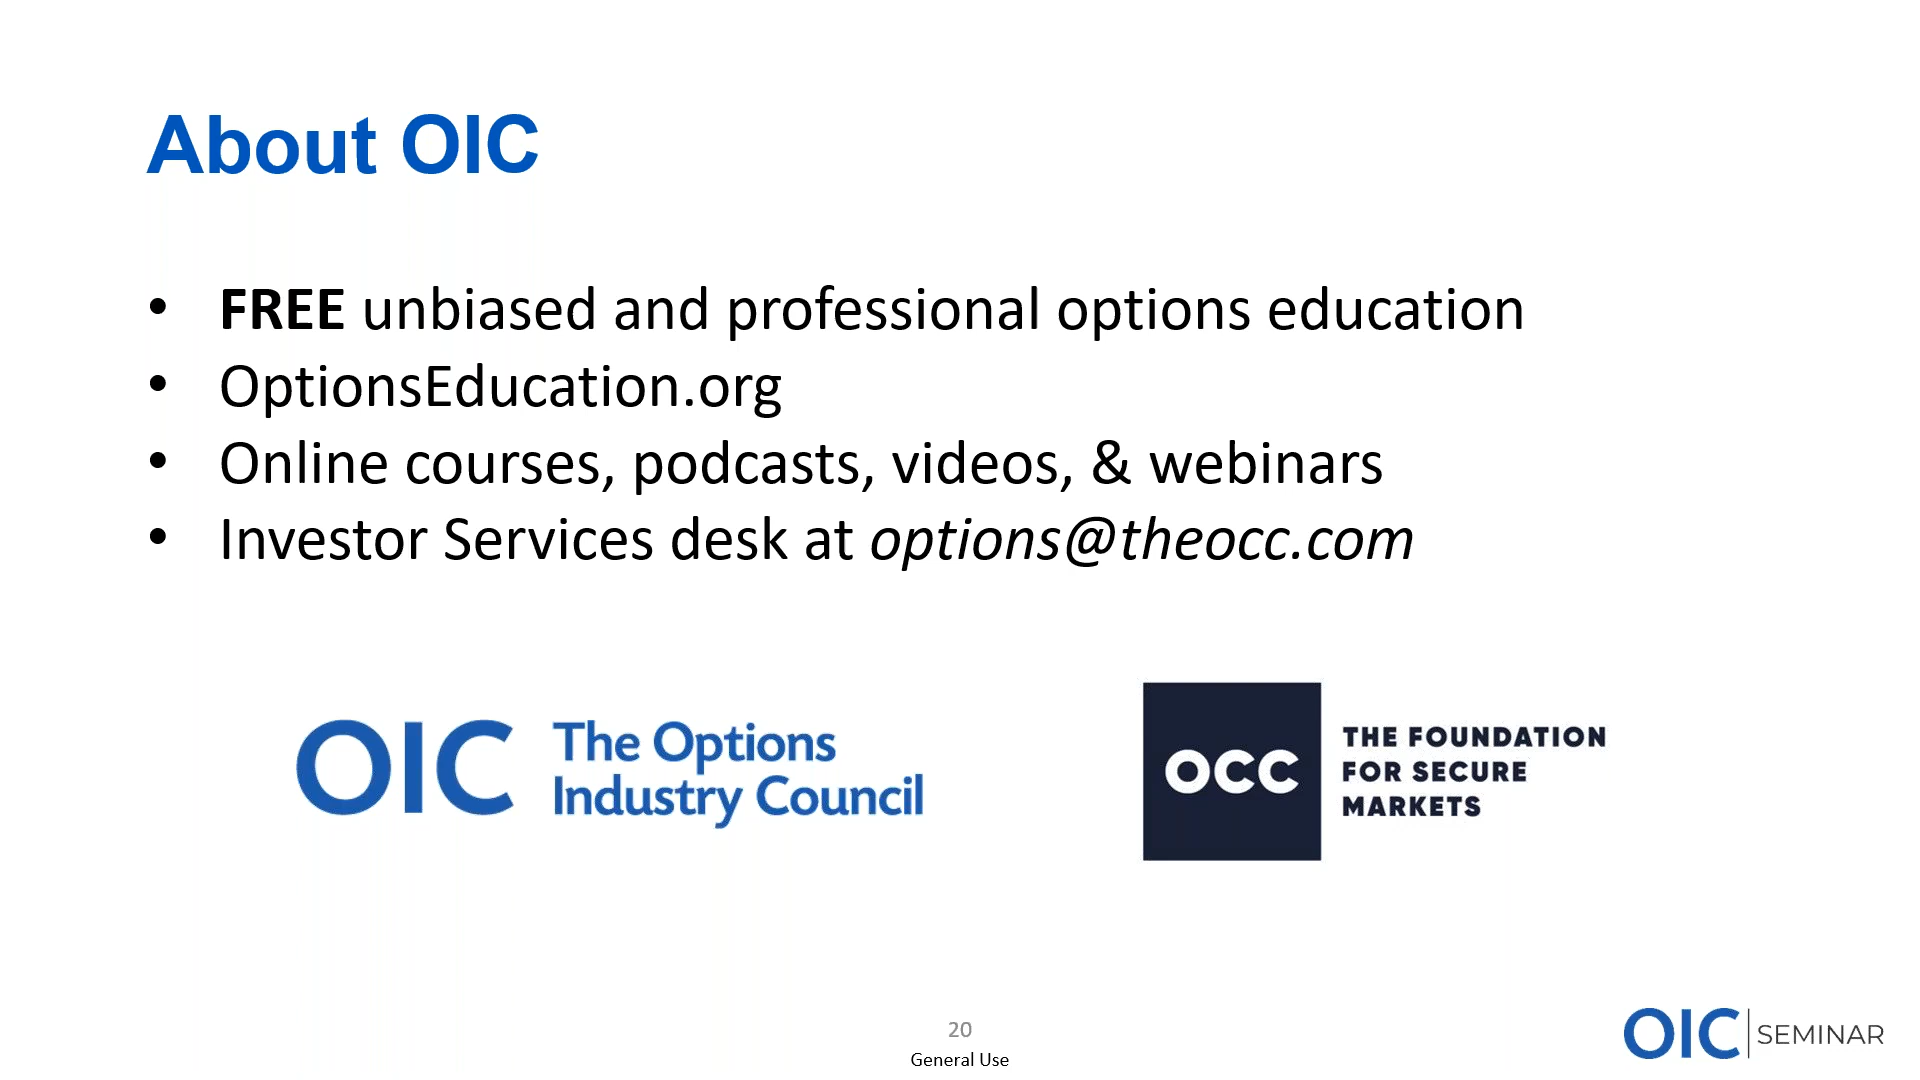 About OIC
• FREE unbiased and professional options education
• OptionsEducation.org
• Online courses, podcasts, videos, & webinars
• Investor Services desk at options@theocc.com
OIC The Options
Industry Council
OCC THE FOUNDATION
FOR SECURE
MARKETS
20
General Use
OIC SEMINAR